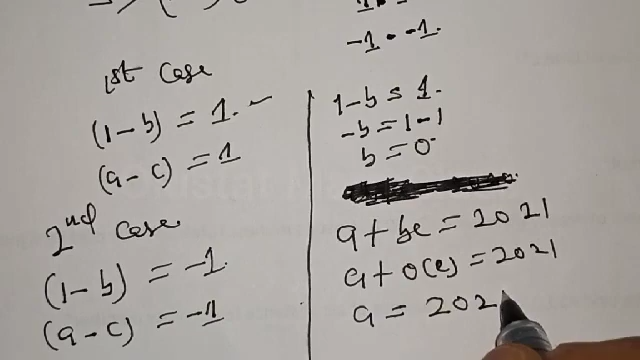 1st Case
(1-b) = 1.
(a-c) = 1
2nd case
(1-b) = -1.
(a-c) = -1
-1 • -1.
1-b = 1.
-b = 1-1
b = 0
a+bc = 2021
a+0(c) = 2021
a = 202